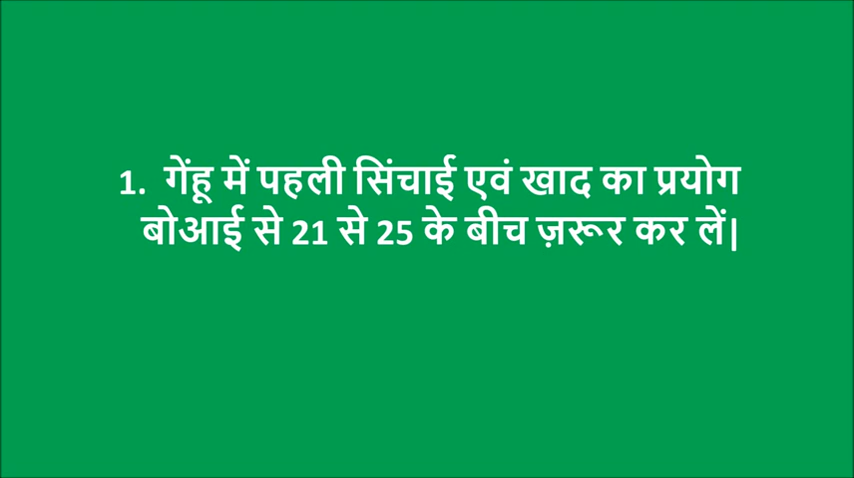 1. गेंहू में पहली सिंचाई एवं खाद का प्रयोग
बोआई से 21 से 25 के बीच ज़रूर कर लें|